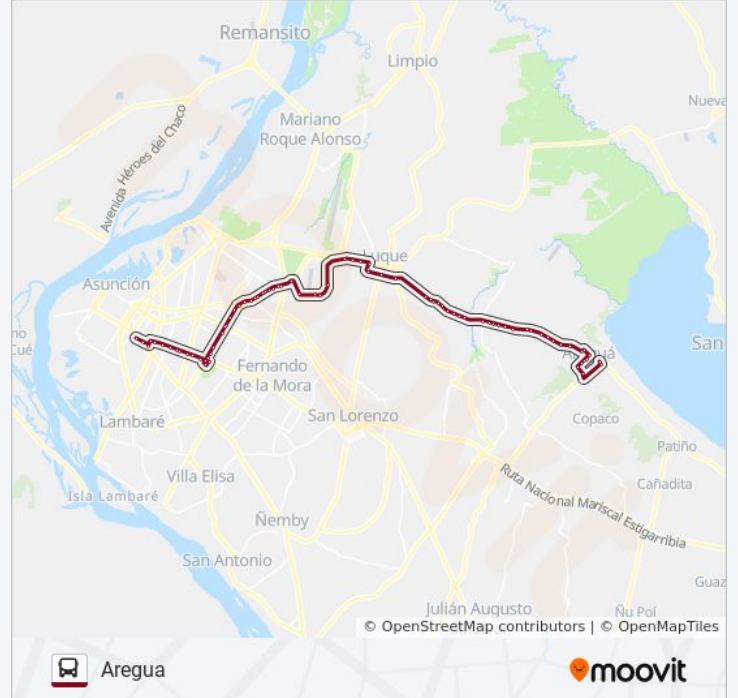 Remansito
Limpio
Nueva
Mariano
Roque Alonso
Avenida Héroes del Chaco
Luque
Asunción
San
Cué
Fernando
de la Mora
Lambaré
San Lorenzo
Copaco
Patiño
Villa Elisa
Cañadita
Isla Lambaré
Ruta Nacional Mariscal Estigarribia
Ñemby
San Antonio
Guaz
Julián Augusto
Ñu Poí
© OpenStreetMap contributors | © OpenMapTiles
Aregua
moovit